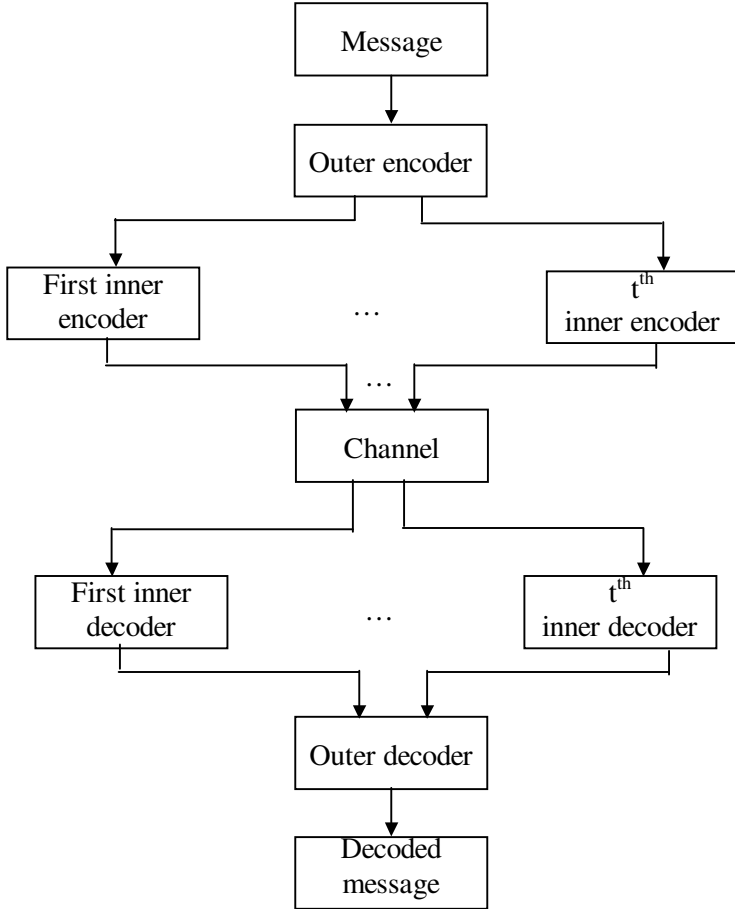 Message
Outer encoder
First inner
encoder
…
t^th
inner encoder
…
Channel
First inner
decoder
…
t^th
inner decoder
Outer decoder
Decoded
message